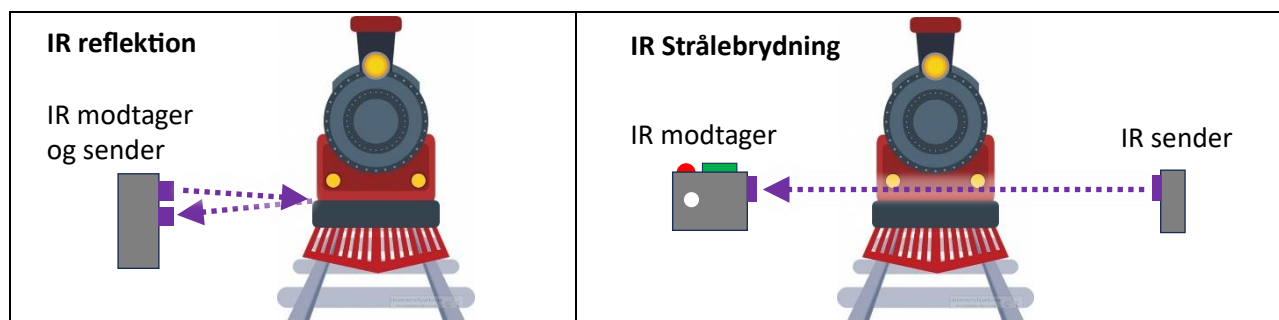 IR reflektion
IR modtager
og sender
IR Strålebrydning
IR modtager
IR sender